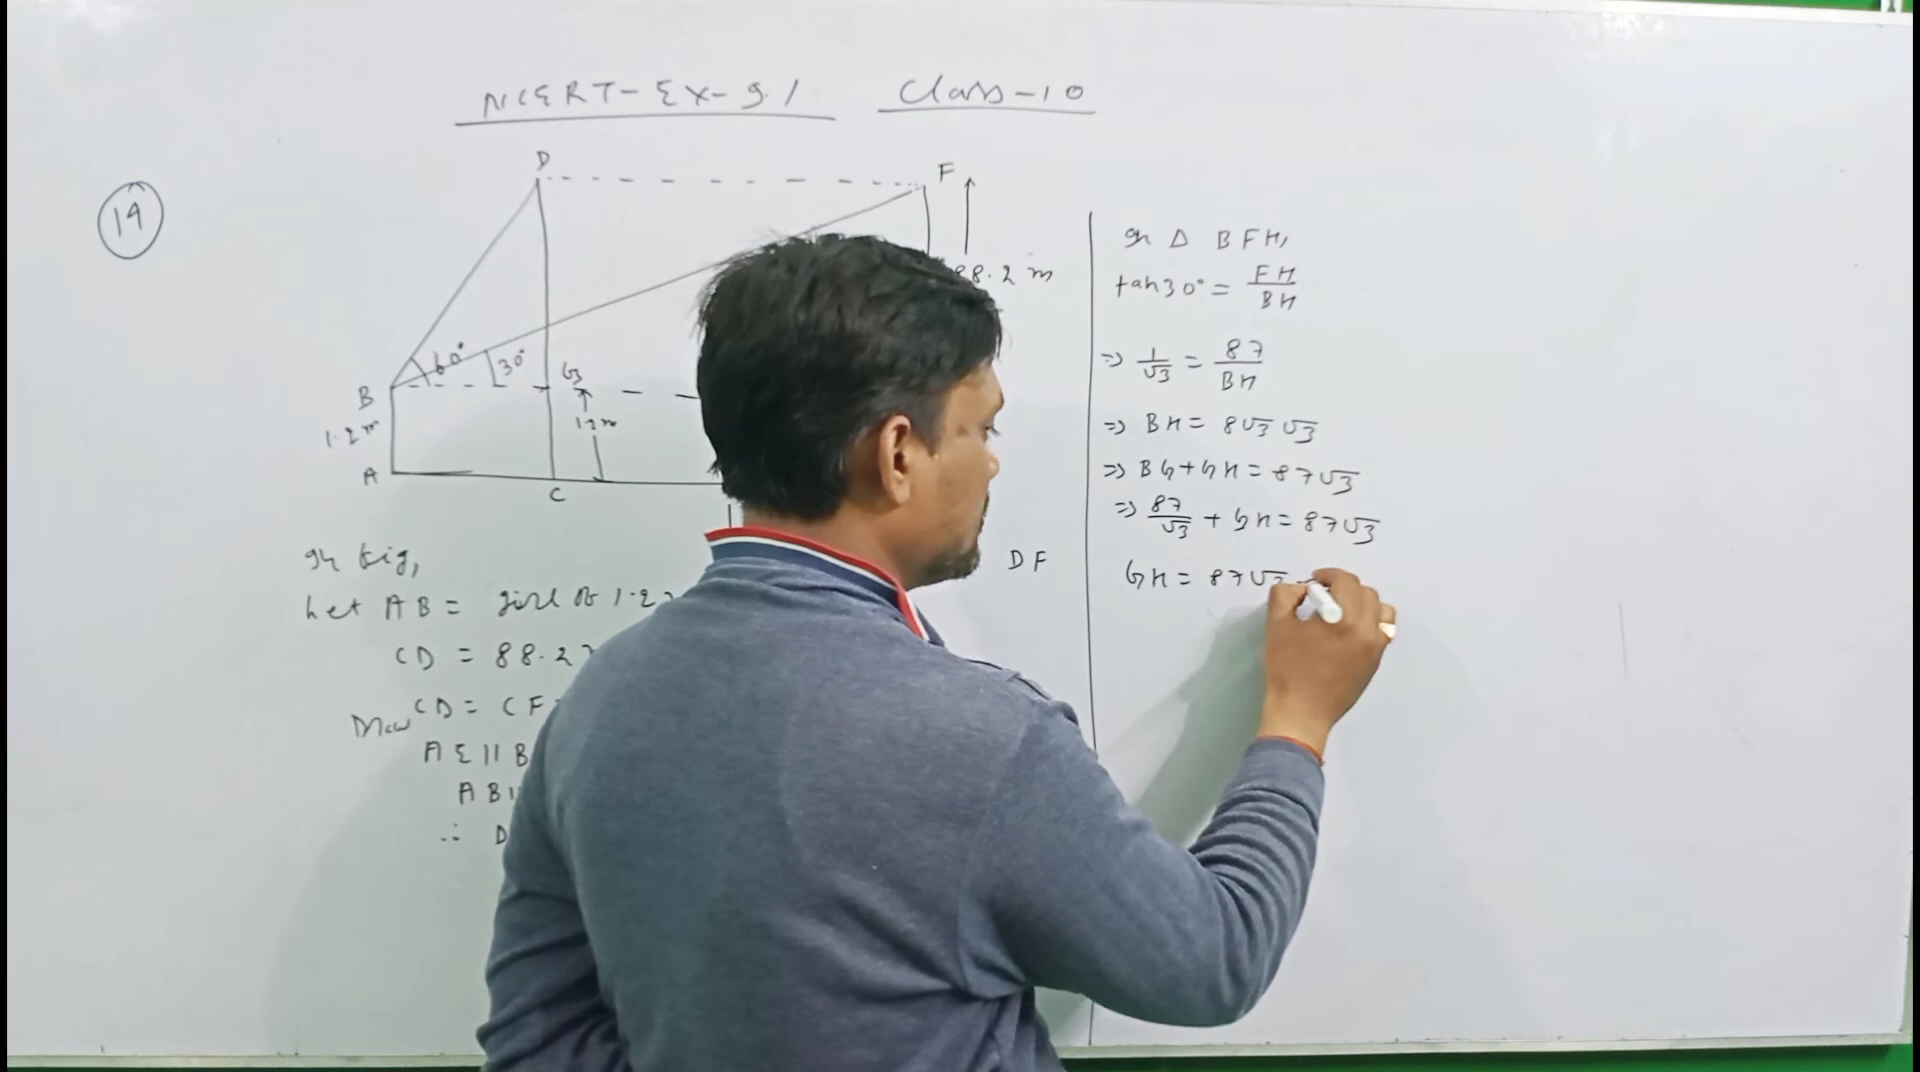 NCERT-EX-9.1 Class-10
14
D
F
88.2 m
60°
30°
G
B
1.2 m
1.2m
A
C
In fig,
Let AB = girl of 1.2
CD = 88.2
CD = CF
Draw
AE || B
AB
∴ D
DF
In Δ BFH,
tan30° = FH/BH
=> 1/√3 = 87/BH
=> BH = 8√3 √3
=> BG+GH = 87√3
=> 87/√3 + GH = 87√3
GH = 87√3 -